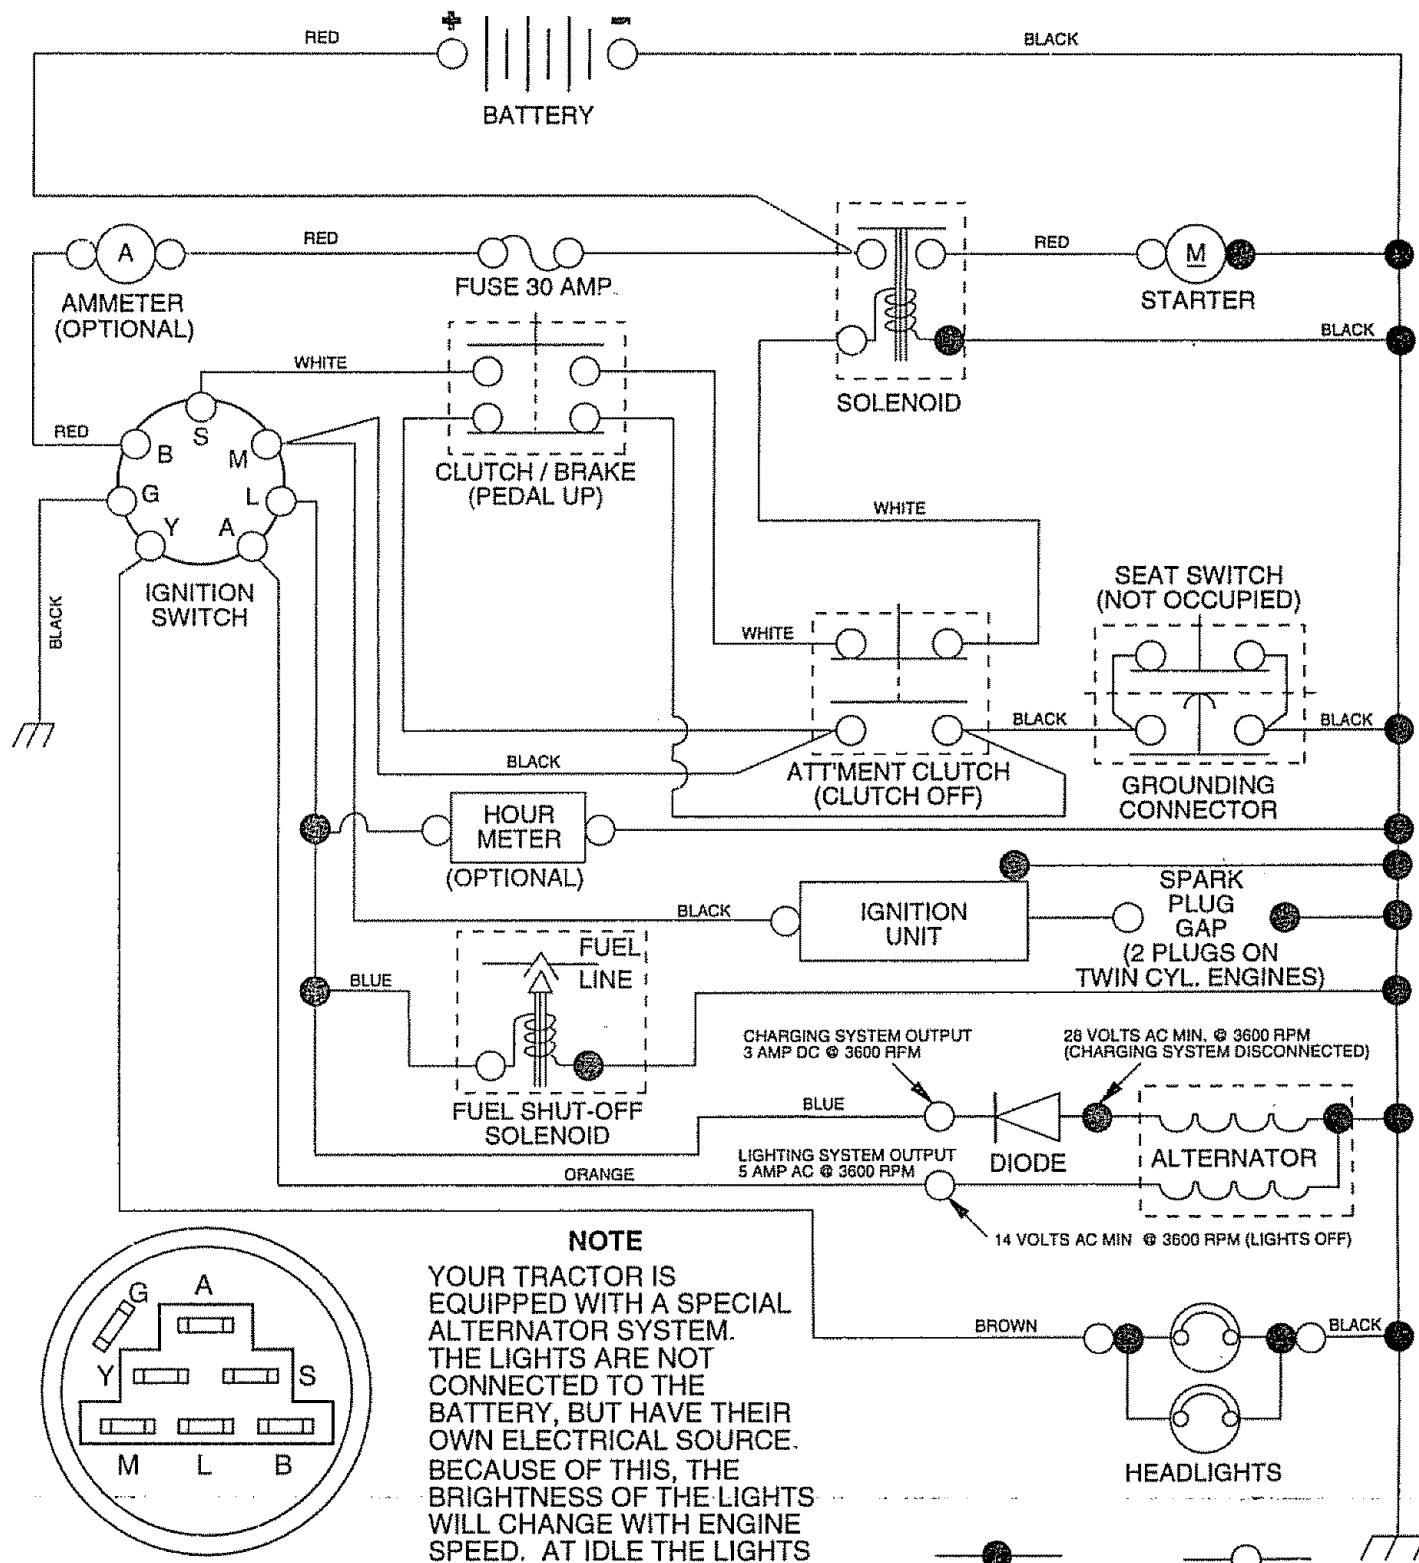 + -
RED
BLACK
BATTERY
RED
RED
A
M
FUSE 30 AMP.
AMMETER
(OPTIONAL)
STARTER
BLACK
WHITE
SOLENOID
RED
S
B
M
G
L
Y
A
CLUTCH / BRAKE
(PEDAL UP)
WHITE
IGNITION
SWITCH
BLACK
SEAT SWITCH
(NOT OCCUPIED)
WHITE
BLACK
BLACK
BLACK
ATT'MENT CLUTCH
(CLUTCH OFF)
GROUNDING
CONNECTOR
HOUR
METER
(OPTIONAL)
BLACK
IGNITION
UNIT
SPARK
PLUG
GAP
(2 PLUGS ON
TWIN CYL. ENGINES)
FUEL
LINE
BLUE
CHARGING SYSTEM OUTPUT
3 AMP DC @ 3600 RPM
28 VOLTS AC MIN. @ 3600 RPM
(CHARGING SYSTEM DISCONNECTED)
FUEL SHUT-OFF
SOLENOID
BLUE
DIODE
ALTERNATOR
LIGHTING SYSTEM OUTPUT
5 AMP AC @ 3600 RPM
ORANGE
14 VOLTS AC MIN @ 3600 RPM (LIGHTS OFF)
BROWN
BLACK
HEADLIGHTS
G
A
Y
S
M
L
B
NOTE
YOUR TRACTOR IS
EQUIPPED WITH A SPECIAL
ALTERNATOR SYSTEM.
THE LIGHTS ARE NOT
CONNECTED TO THE
BATTERY, BUT HAVE THEIR
OWN ELECTRICAL SOURCE.
BECAUSE OF THIS, THE
BRIGHTNESS OF THE LIGHTS
WILL CHANGE WITH ENGINE
SPEED. AT IDLE THE LIGHTS